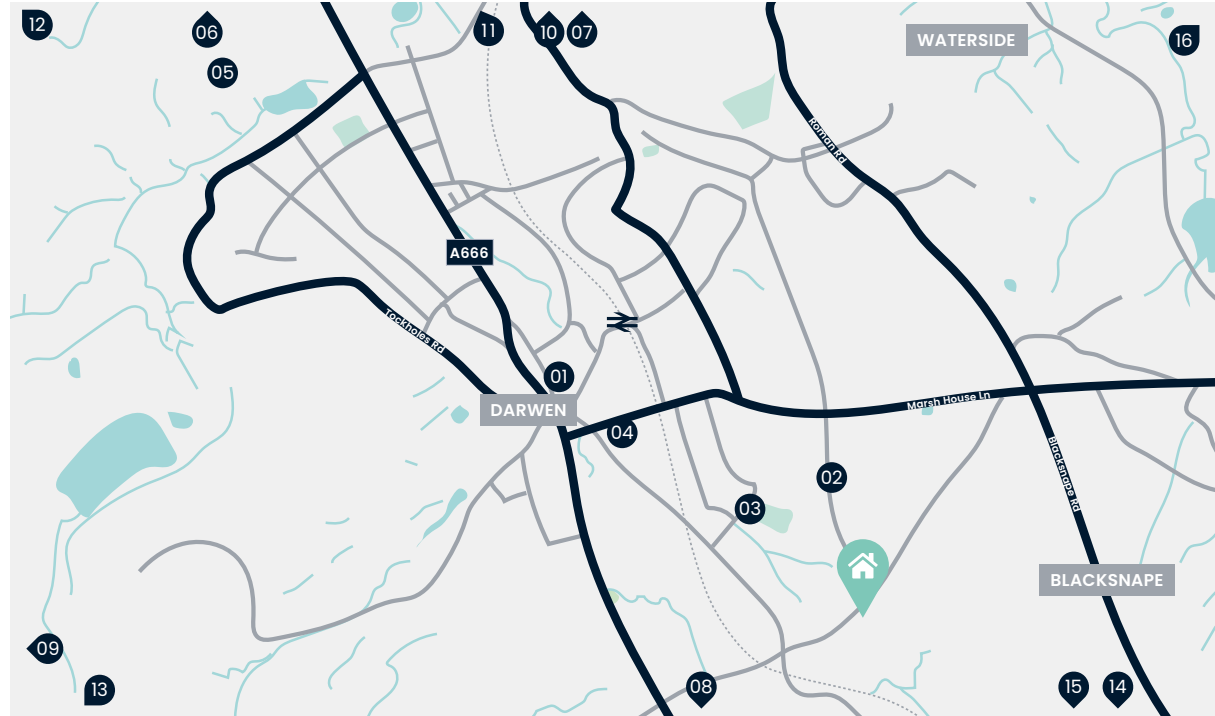 12
06
11
10
07
WATERSIDE
16
05
Roman Rd
A666
Tockholes Rd
01
DARWEN
Marsh House Ln
04
02
Blacksnape Rd
03
BLACKSNAPE
09
13
08
15
14